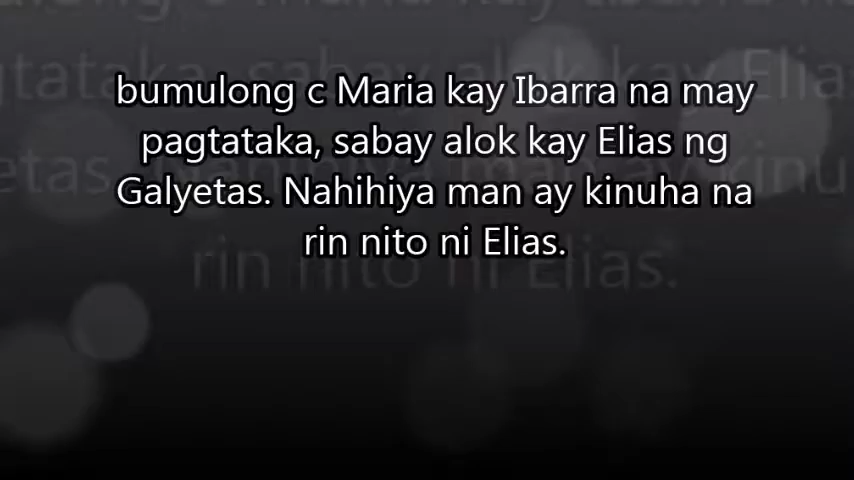 bumulong c Maria kay Ibarra na may
pagtataka, sabay alok kay Elias ng
Galyetas. Nahihiya man ay kinuha na
rin nito ni Elias.